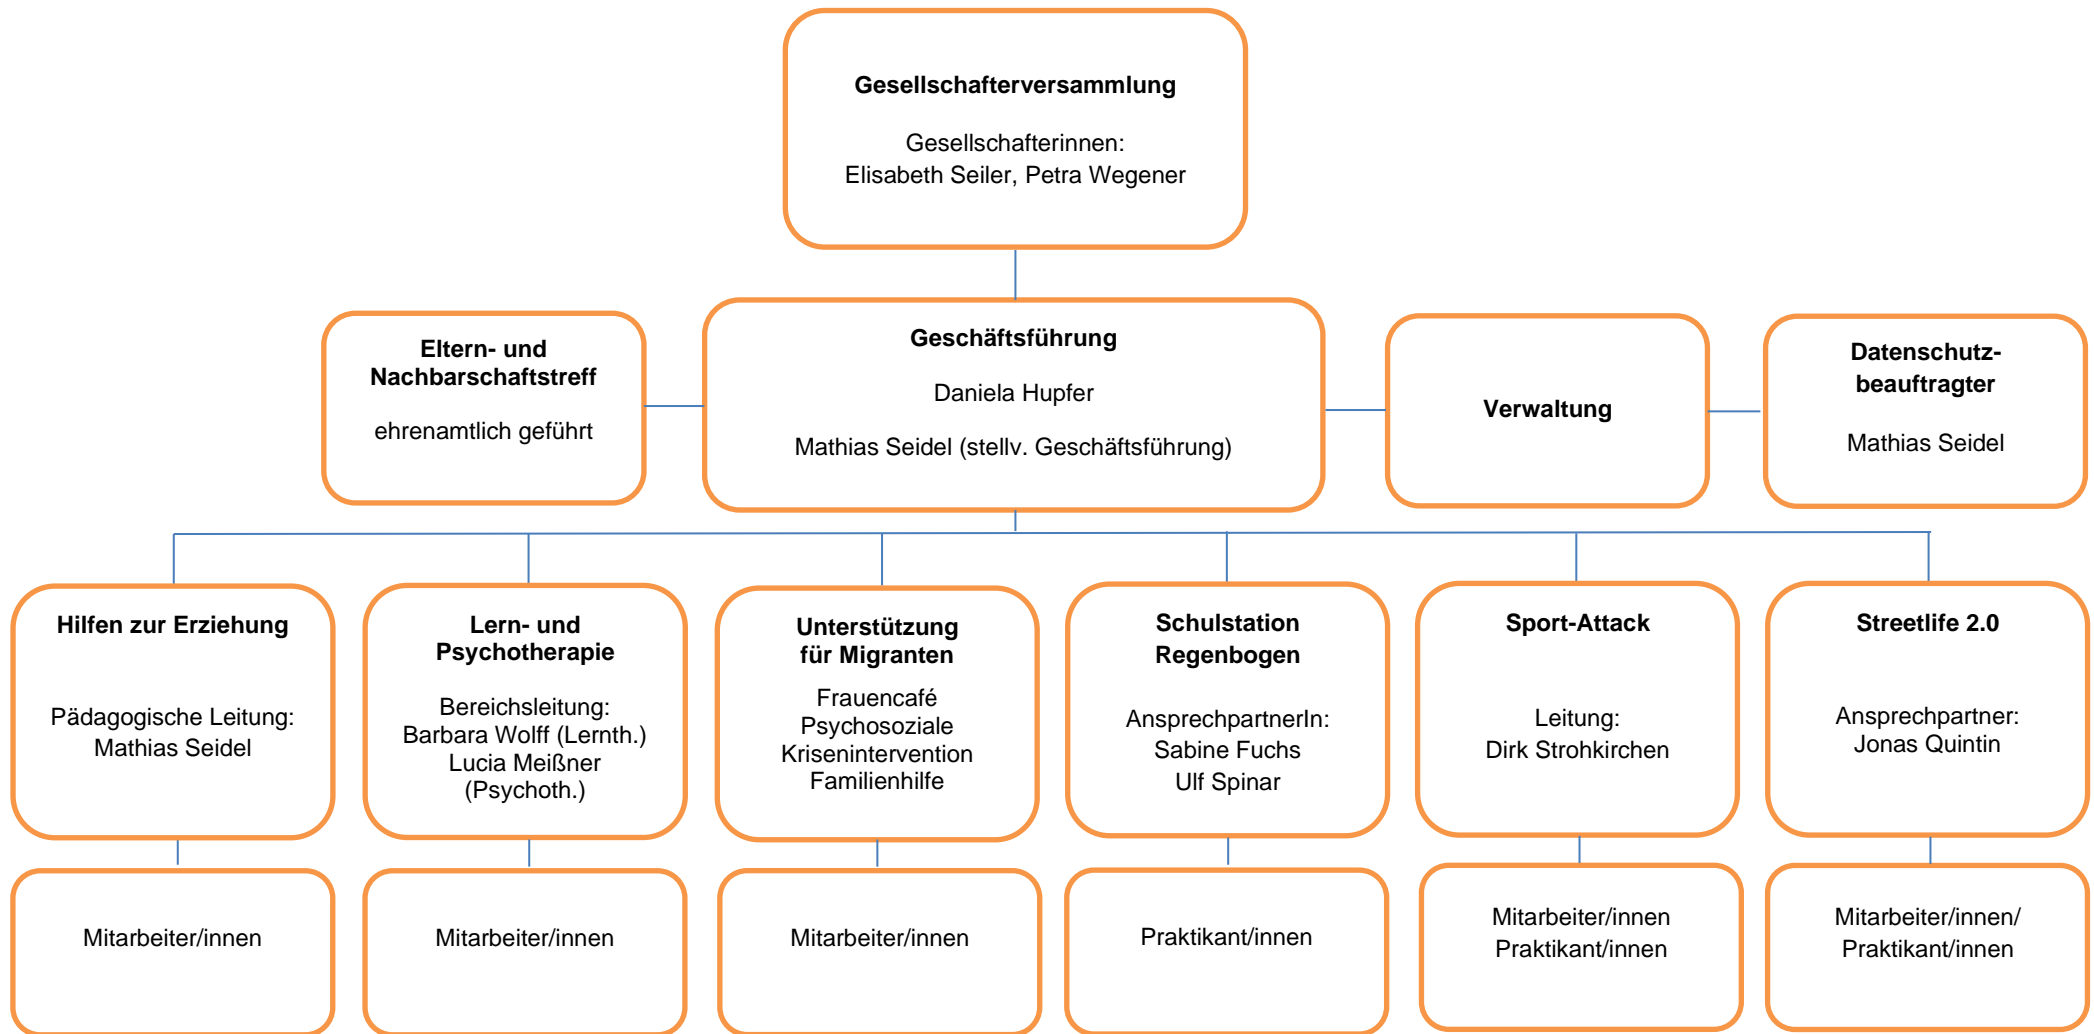 Gesellschafterversammlung
Gesellschafterinnen:
Elisabeth Seiler, Petra Wegener
Eltern- und
Nachbarschaftstreff
ehrenamtlich geführt
Geschäftsführung
Daniela Hupfer
Mathias Seidel (stellv. Geschäftsführung)
Verwaltung
Datenschutz-
beauftragter
Mathias Seidel
Hilfen zur Erziehung
Pädagogische Leitung:
Mathias Seidel
Lern- und
Psychotherapie
Bereichsleitung:
Barbara Wolff (Lernth.)
Lucia Meißner
(Psychoth.)
Unterstützung
für Migranten
Frauencafé
Psychosoziale
Krisenintervention
Familienhilfe
Schulstation
Regenbogen
AnsprechpartnerIn:
Sabine Fuchs
Ulf Spinar
Sport-Attack
Leitung:
Dirk Strohkirchen
Streetlife 2.0
Ansprechpartner:
Jonas Quintin
Mitarbeiter/innen
Mitarbeiter/innen
Mitarbeiter/innen
Praktikant/innen
Mitarbeiter/innen
Praktikant/innen
Mitarbeiter/innen/
Praktikant/innen